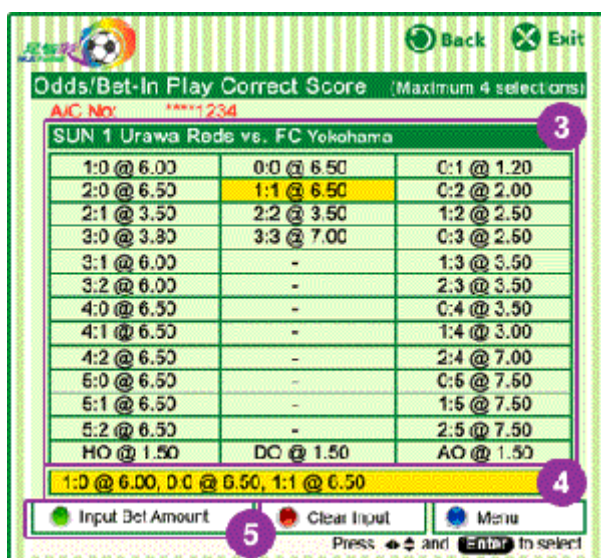 Back Exit
Odds/Bet-In Play Correct Score (Maximum 4 selections)
A/C No: ****1234
3
SUN 1 Urawa Reds vs. FC Yokohama
1:0 @ 6.00 0:0 @ 6.50 0:1 @ 1.20
2:0 @ 6.50 1:1 @ 6.50 0:2 @ 2.00
2:1 @ 3.50 2:2 @ 3.50 1:2 @ 2.50
3:0 @ 3.80 3:3 @ 7.00 0:3 @ 2.50
3:1 @ 6.00 - 1:3 @ 3.50
3:2 @ 6.00 - 2:3 @ 3.50
4:0 @ 6.50 - 0:4 @ 3.50
4:1 @ 6.50 - 1:4 @ 3.00
4:2 @ 6.50 - 2:4 @ 7.00
5:0 @ 6.50 - 0:5 @ 7.50
5:1 @ 6.50 - 1:5 @ 7.50
5:2 @ 6.50 - 2:5 @ 7.50
HO @ 1.50 DO @ 1.50 AO @ 1.50
1:0 @ 6.00, 0:0 @ 6.50, 1:1 @ 6.50
4
Input Bet Amount 5 Clear Input Menu
Press and Enter to select